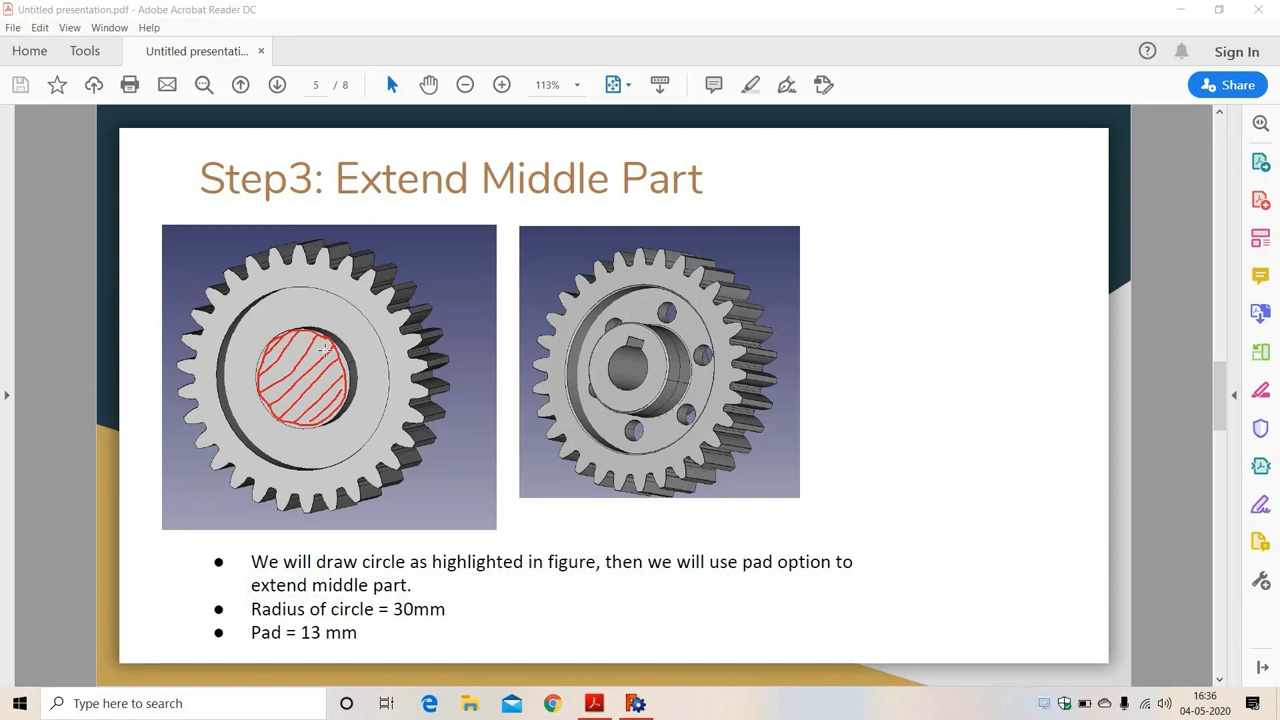 Untitled presentation.pdf - Adobe Acrobat Reader DC
File Edit View Window Help
Home Tools Untitled presentati... × Sign In
5 / 8 113% Share
Step3: Extend Middle Part
● We will draw circle as highlighted in figure, then we will use pad option to
extend middle part.
● Radius of circle = 30mm
● Pad = 13 mm
Type here to search
16:36
04-05-2020